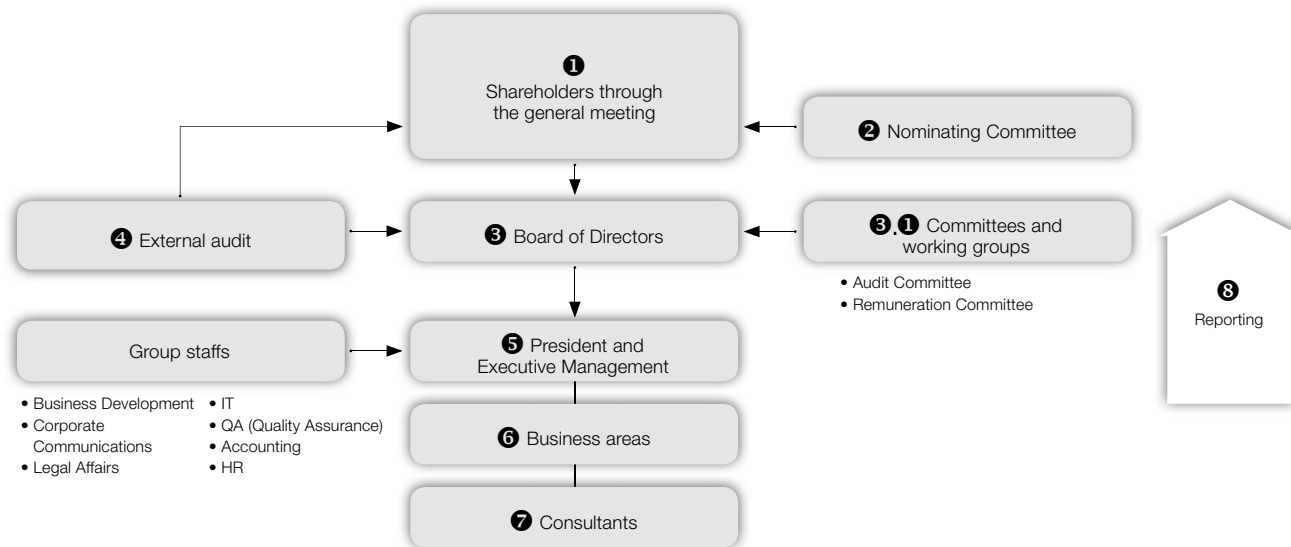 ❶
Shareholders through
the general meeting
❷ Nominating Committee
❹ External audit
❸ Board of Directors
❸.❶ Committees and
working groups
• Audit Committee
• Remuneration Committee
❽
Reporting
Group staffs
❺ President and
Executive Management
• Business Development
• Corporate
Communications
• Legal Affairs
• IT
• QA (Quality Assurance)
• Accounting
• HR
❻ Business areas
❼ Consultants